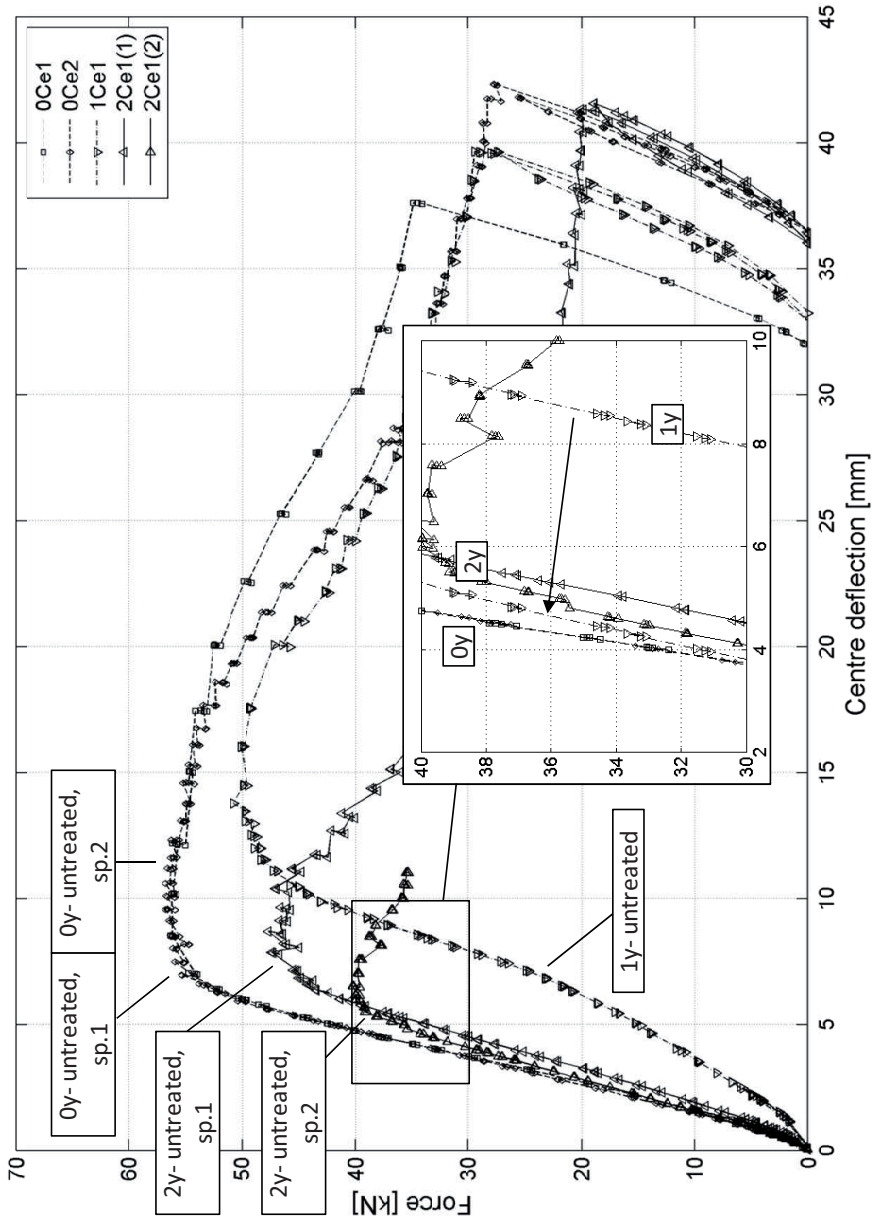 0Ce1
0Ce2
1Ce1
2Ce1(1)
2Ce1(2)
70
60
50
40
30
20
10
0
Force [kN]
0y- untreated,
sp.1
0y- untreated,
sp.2
2y- untreated,
sp.1
2y- untreated,
sp.2
1y- untreated
40
38
36
34
32
30
2
4
6
8
10
0y
2y
1y
0
5
10
15
20
25
30
35
40
45
Centre deflection [mm]